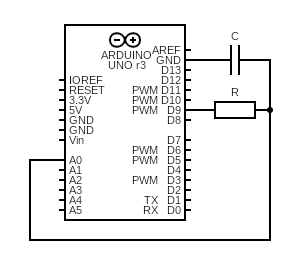 C
AREF
GND
D13
ARDUINO
UNO r3
IOREF D12
RESET PWM D11
3.3V PWM D10
5V PWM D9
R
GND D8
GND
Vin D7
PWM D6
A0 PWM D5
A1 D4
A2 PWM D3
A3 D2
A4 TX D1
A5 RX D0